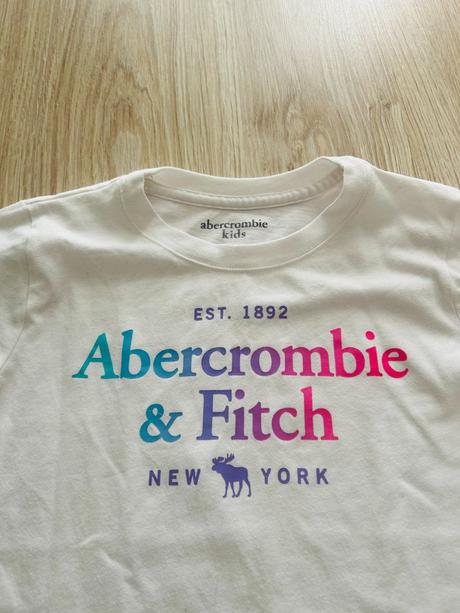 abercrombie
kids
EST. 1892
Abercrombie
& Fitch
NEW YORK